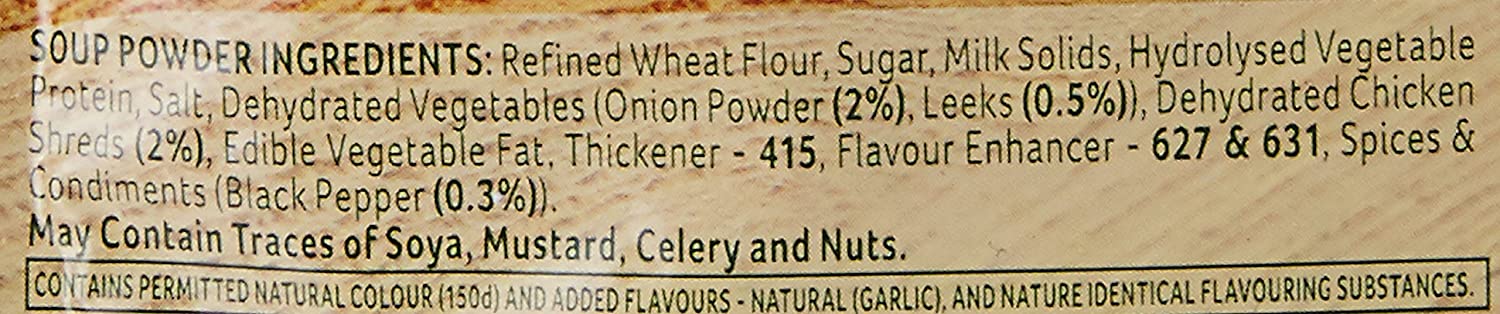 SOUP POWDER INGREDIENTS: Refined Wheat Flour, Sugar, Milk Solids, Hydrolysed Vegetable
Protein, Salt, Dehydrated Vegetables (Onion Powder (2%), Leeks (0.5%)), Dehydrated Chicken
Shreds (2%), Edible Vegetable Fat, Thickener - 415, Flavour Enhancer - 627 & 631, Spices &
Condiments (Black Pepper (0.3%)).
May Contain Traces of Soya, Mustard, Celery and Nuts.
CONTAINS PERMITTED NATURAL COLOUR (150d) AND ADDED FLAVOURS - NATURAL (GARLIC), AND NATURE IDENTICAL FLAVOURING SUBSTANCES.